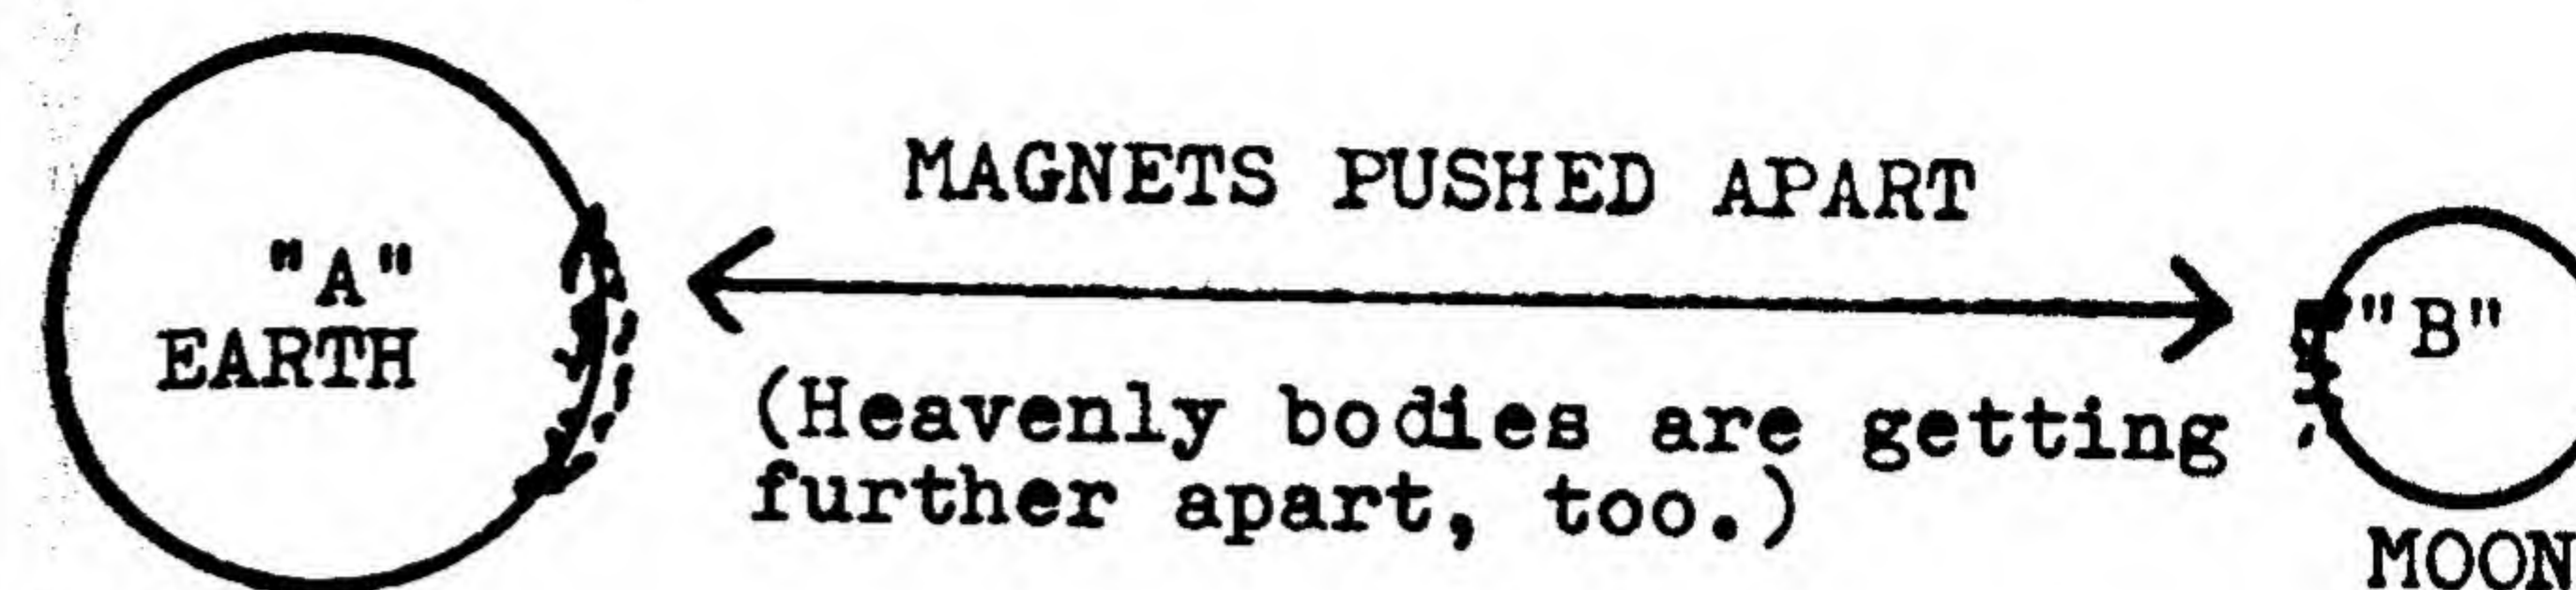 MAGNETS PUSHED APART
"A"
EARTH
"B"
(Heavenly bodies are getting
further apart, too.)
MOON